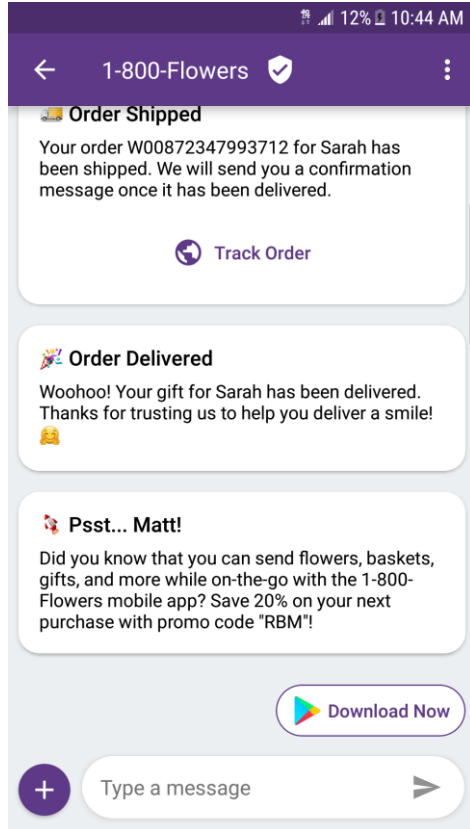 12% 10:44 AM
1-800-Flowers
🚚 Order Shipped
Your order W00872347993712 for Sarah has
been shipped. We will send you a confirmation
message once it has been delivered.
Track Order
🎉 Order Delivered
Woohoo! Your gift for Sarah has been delivered.
Thanks for trusting us to help you deliver a smile!
🤗
🚀 Psst... Matt!
Did you know that you can send flowers, baskets,
gifts, and more while on-the-go with the 1-800-
Flowers mobile app? Save 20% on your next
purchase with promo code "RBM"!
Download Now
+
Type a message